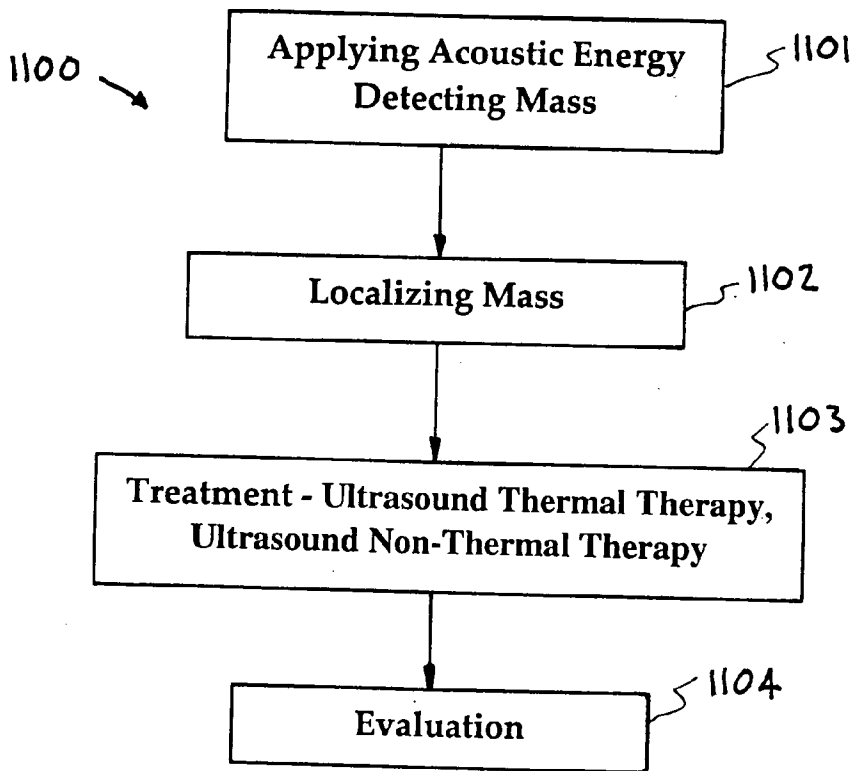 1100
Applying Acoustic Energy
Detecting Mass
1101
Localizing Mass
1102
1103
Treatment - Ultrasound Thermal Therapy,
Ultrasound Non-Thermal Therapy
1104
Evaluation